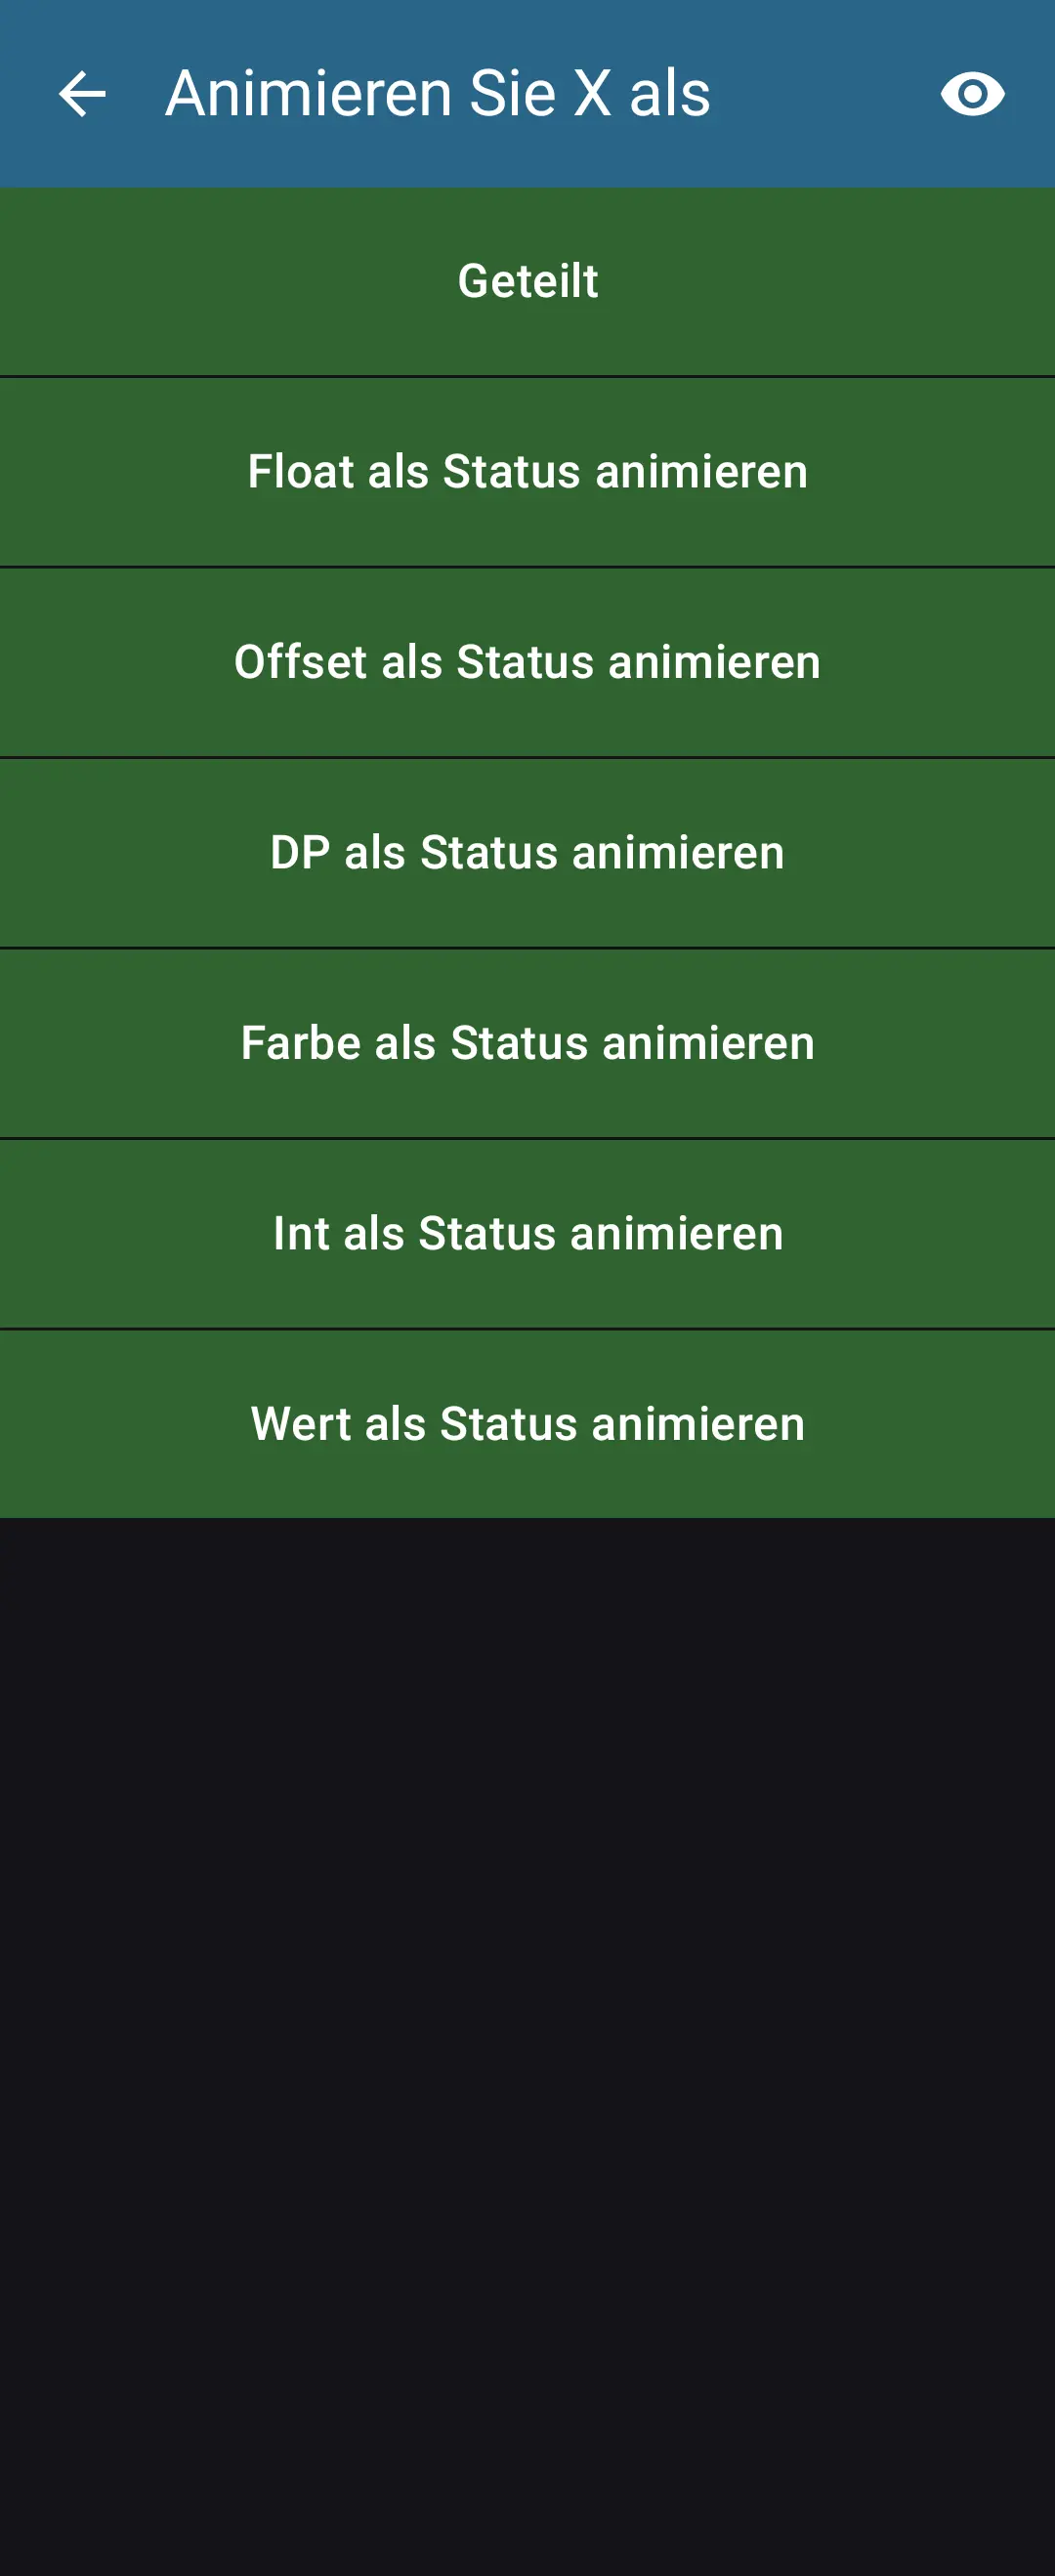 Animieren Sie X als
Geteilt
Float als Status animieren
Offset als Status animieren
DP als Status animieren
Farbe als Status animieren
Int als Status animieren
Wert als Status animieren